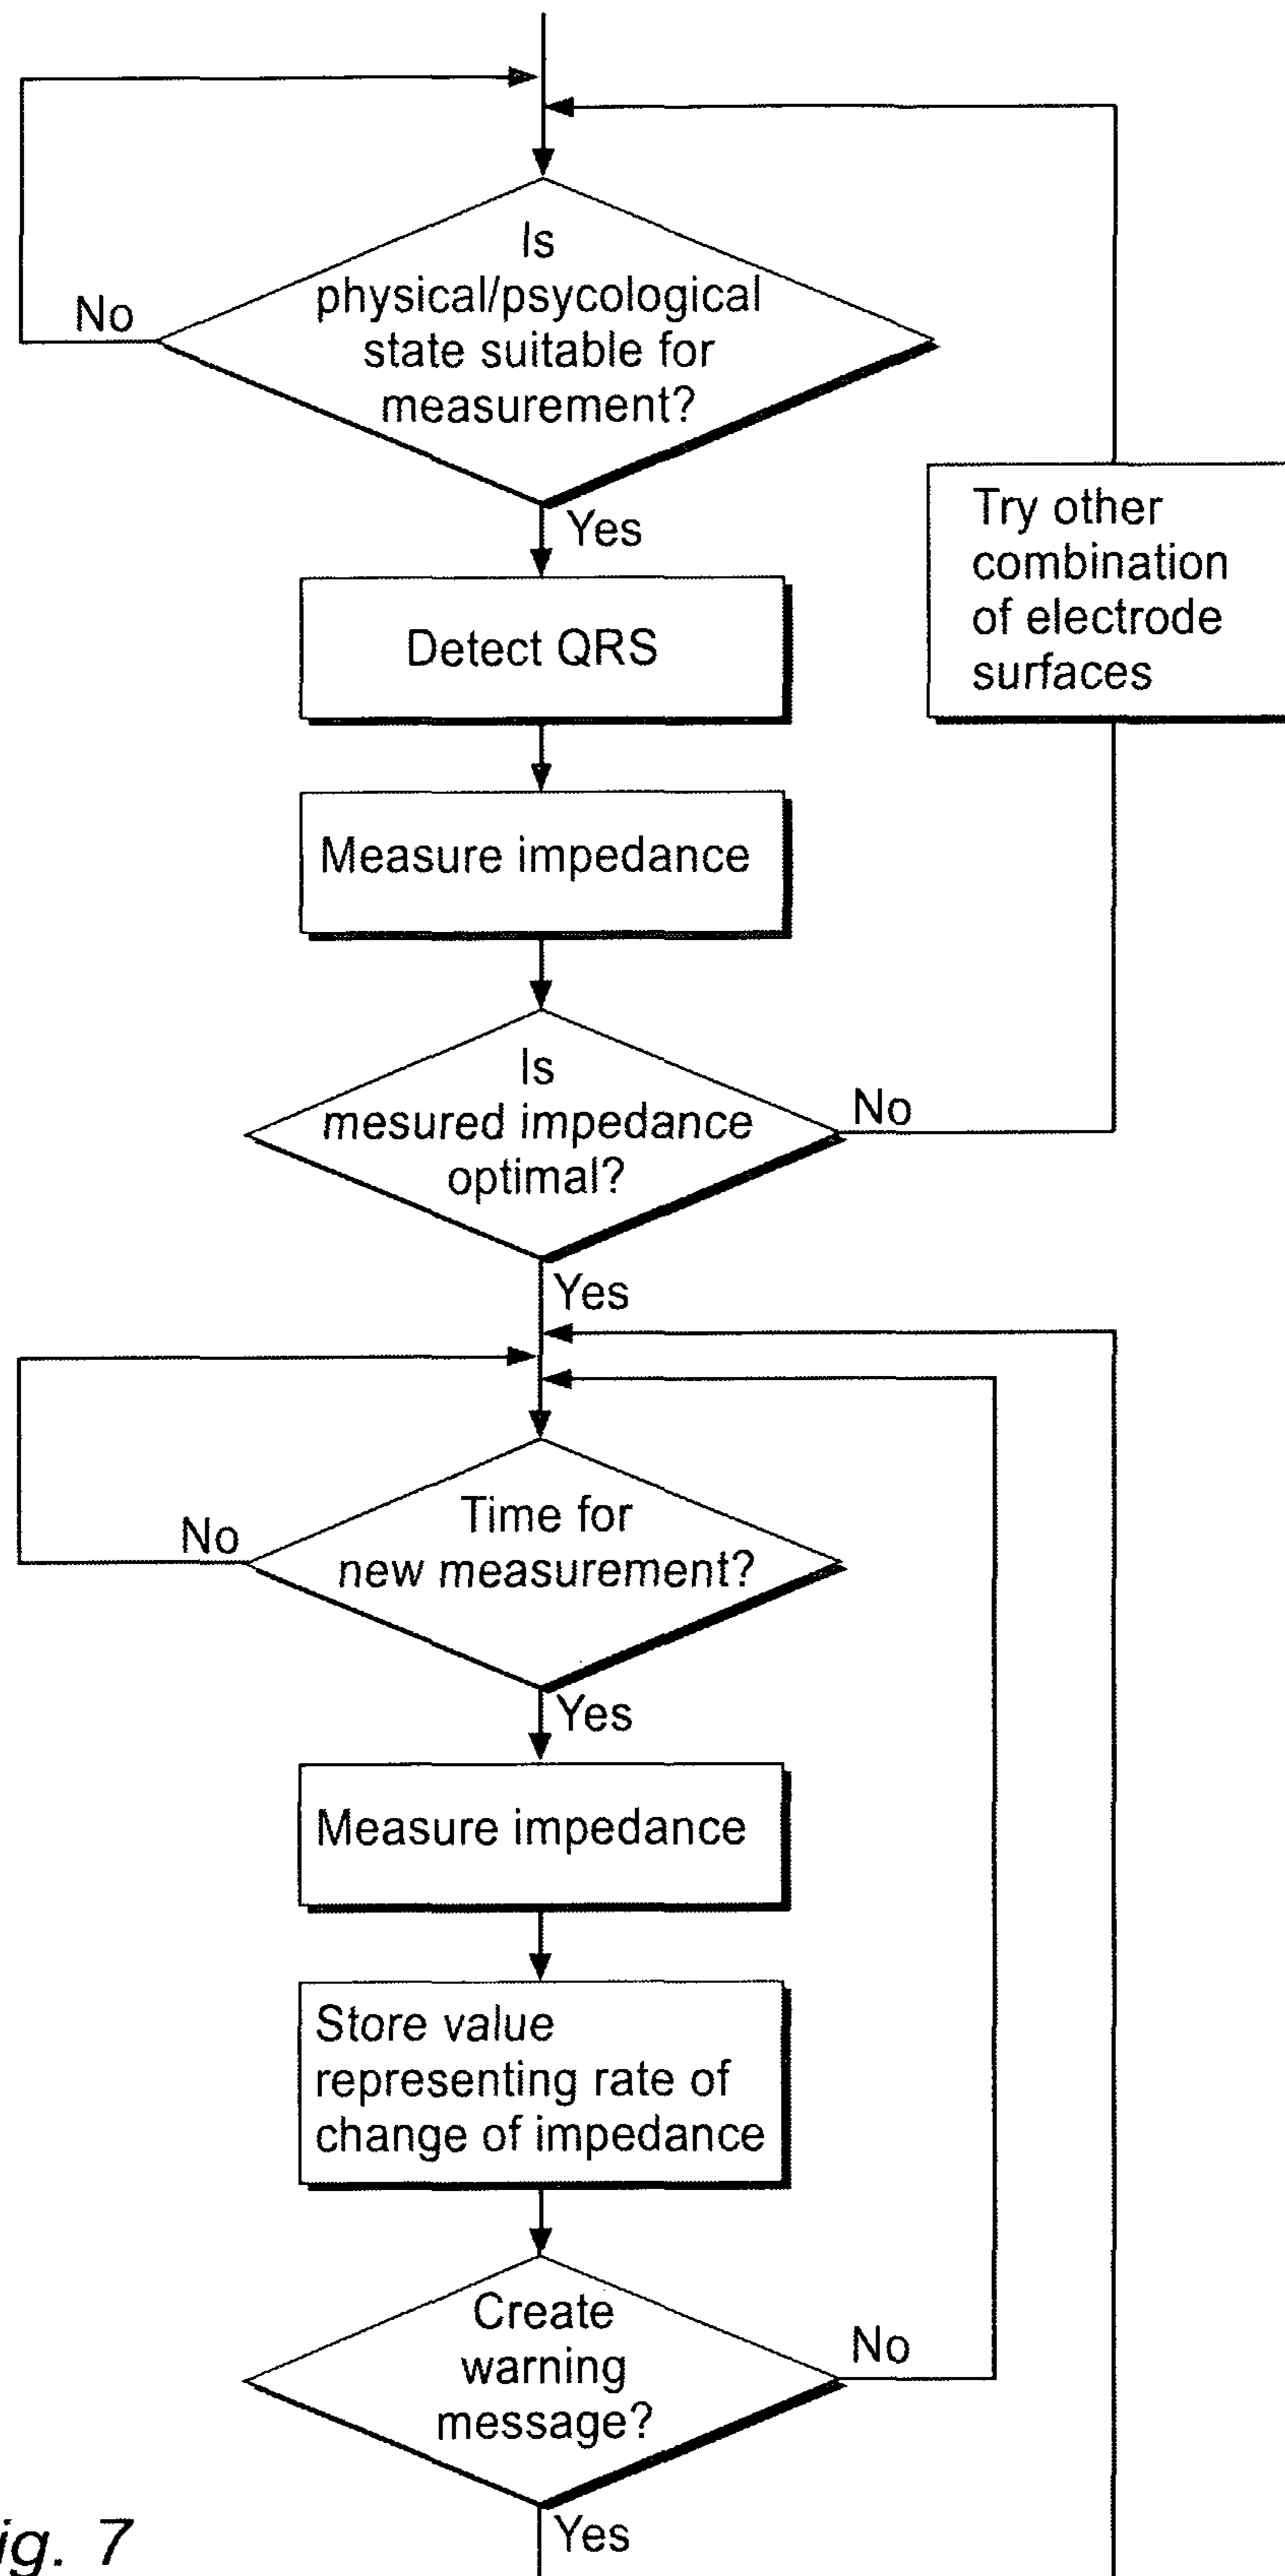 Is
physical/psycological
state suitable for
measurement?
No
Yes
Try other
combination
of electrode
surfaces
Detect QRS
Measure impedance
Is
mesured impedance
optimal?
No
Yes
Time for
new measurement?
No
Yes
Measure impedance
Store value
representing rate of
change of impedance
Create
warning
message?
No
Yes
ig. 7